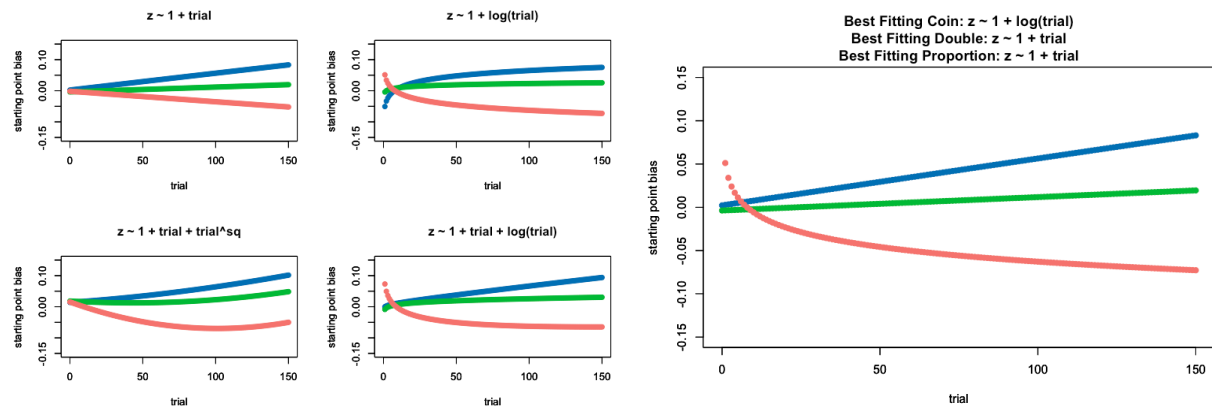 z ~ 1 + trial
starting point bias
0.10
0.00
-0.15
0
50
100
150
trial
z ~ 1 + log(trial)
starting point bias
0.10
0.00
-0.15
0
50
100
150
trial
z ~ 1 + trial + trial^sq
starting point bias
0.10
0.00
-0.15
0
50
100
150
trial
z ~ 1 + trial + log(trial)
starting point bias
0.10
0.00
-0.15
0
50
100
150
trial
Best Fitting Coin: z ~ 1 + log(trial)
Best Fitting Double: z ~ 1 + trial
Best Fitting Proportion: z ~ 1 + trial
starting point bias
0.15
0.10
0.05
0.00
-0.05
-0.10
-0.15
0
50
100
150
trial